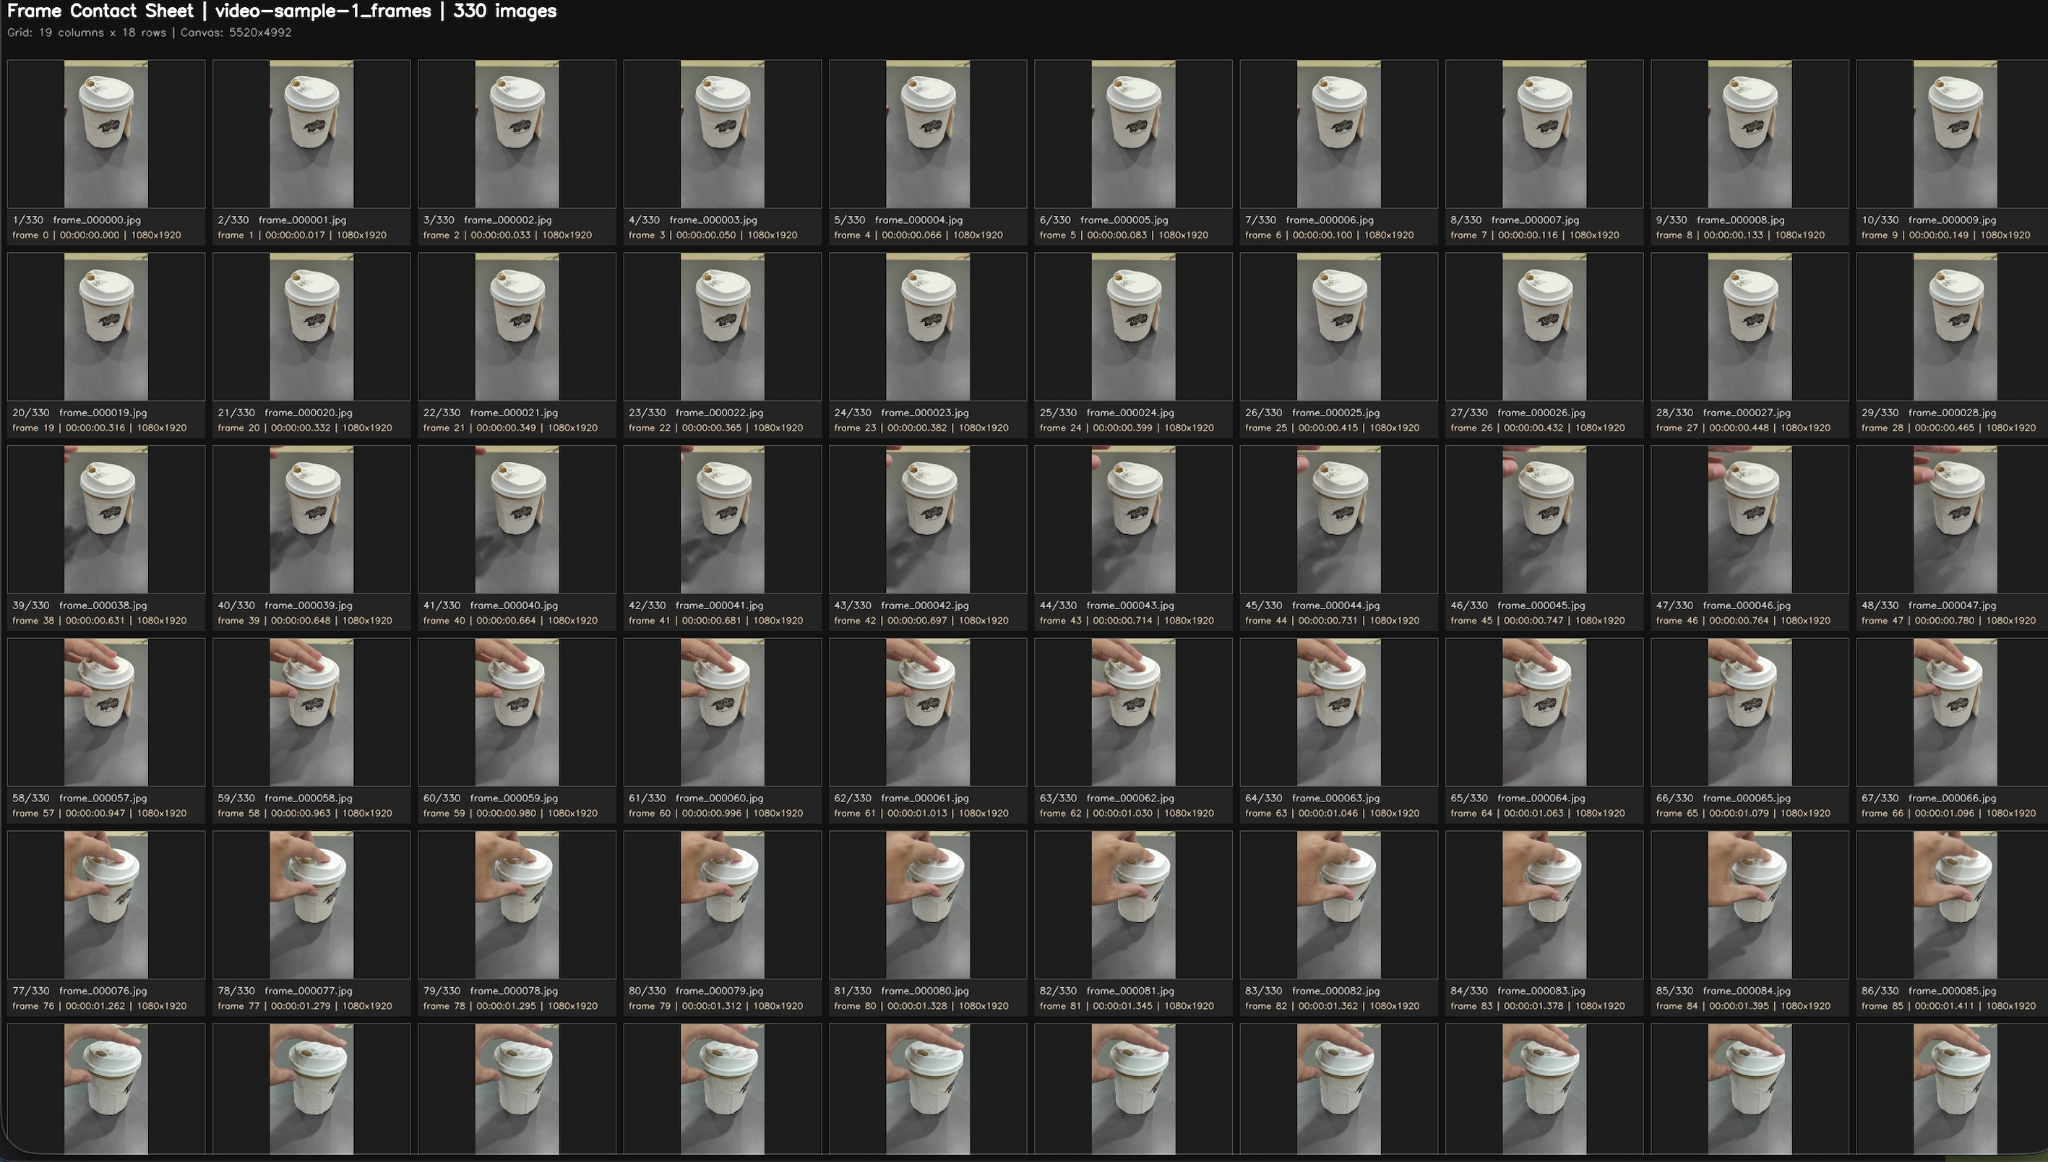 Frame Contact Sheet | video-sample-1_frames | 330 images
Grid: 19 columns x 18 rows | Canvas: 5520x4992
1/330 frame_000000.jpg
frame 0 | 00:00:00.000 | 1080x1920
2/330 frame_000001.jpg
frame 1 | 00:00:00.017 | 1080x1920
3/330 frame_000002.jpg
frame 2 | 00:00:00.033 | 1080x1920
4/330 frame_000003.jpg
frame 3 | 00:00:00.050 | 1080x1920
5/330 frame_000004.jpg
frame 4 | 00:00:00.066 | 1080x1920
6/330 frame_000005.jpg
frame 5 | 00:00:00.083 | 1080x1920
7/330 frame_000006.jpg
frame 6 | 00:00:00.100 | 1080x1920
8/330 frame_000007.jpg
frame 7 | 00:00:00.116 | 1080x1920
9/330 frame_000008.jpg
frame 8 | 00:00:00.133 | 1080x1920
10/330 frame_000009.jpg
frame 9 | 00:00:00.149 | 1080x1920
20/330 frame_000019.jpg
frame 19 | 00:00:00.316 | 1080x1920
21/330 frame_000020.jpg
frame 20 | 00:00:00.332 | 1080x1920
22/330 frame_000021.jpg
frame 21 | 00:00:00.349 | 1080x1920
23/330 frame_000022.jpg
frame 22 | 00:00:00.365 | 1080x1920
24/330 frame_000023.jpg
frame 23 | 00:00:00.382 | 1080x1920
25/330 frame_000024.jpg
frame 24 | 00:00:00.399 | 1080x1920
26/330 frame_000025.jpg
frame 25 | 00:00:00.415 | 1080x1920
27/330 frame_000026.jpg
frame 26 | 00:00:00.432 | 1080x1920
28/330 frame_000027.jpg
frame 27 | 00:00:00.448 | 1080x1920
29/330 frame_000028.jpg
frame 28 | 00:00:00.465 | 1080x1920
39/330 frame_000038.jpg
frame 38 | 00:00:00.631 | 1080x1920
40/330 frame_000039.jpg
frame 39 | 00:00:00.648 | 1080x1920
41/330 frame_000040.jpg
frame 40 | 00:00:00.664 | 1080x1920
42/330 frame_000041.jpg
frame 41 | 00:00:00.681 | 1080x1920
43/330 frame_000042.jpg
frame 42 | 00:00:00.697 | 1080x1920
44/330 frame_000043.jpg
frame 43 | 00:00:00.714 | 1080x1920
45/330 frame_000044.jpg
frame 44 | 00:00:00.731 | 1080x1920
46/330 frame_000045.jpg
frame 45 | 00:00:00.747 | 1080x1920
47/330 frame_000046.jpg
frame 46 | 00:00:00.764 | 1080x1920
48/330 frame_000047.jpg
frame 47 | 00:00:00.780 | 1080x1920
58/330 frame_000057.jpg
frame 57 | 00:00:00.947 | 1080x1920
59/330 frame_000058.jpg
frame 58 | 00:00:00.963 | 1080x1920
60/330 frame_000059.jpg
frame 59 | 00:00:00.980 | 1080x1920
61/330 frame_000060.jpg
frame 60 | 00:00:00.996 | 1080x1920
62/330 frame_000061.jpg
frame 61 | 00:00:01.013 | 1080x1920
63/330 frame_000062.jpg
frame 62 | 00:00:01.030 | 1080x1920
64/330 frame_000063.jpg
frame 63 | 00:00:01.046 | 1080x1920
65/330 frame_000064.jpg
frame 64 | 00:00:01.063 | 1080x1920
66/330 frame_000065.jpg
frame 65 | 00:00:01.079 | 1080x1920
67/330 frame_000066.jpg
frame 66 | 00:00:01.096 | 1080x1920
77/330 frame_000076.jpg
frame 76 | 00:00:01.262 | 1080x1920
78/330 frame_000077.jpg
frame 77 | 00:00:01.279 | 1080x1920
79/330 frame_000078.jpg
frame 78 | 00:00:01.295 | 1080x1920
80/330 frame_000079.jpg
frame 79 | 00:00:01.312 | 1080x1920
81/330 frame_000080.jpg
frame 80 | 00:00:01.328 | 1080x1920
82/330 frame_000081.jpg
frame 81 | 00:00:01.345 | 1080x1920
83/330 frame_000082.jpg
frame 82 | 00:00:01.362 | 1080x1920
84/330 frame_000083.jpg
frame 83 | 00:00:01.378 | 1080x1920
85/330 frame_000084.jpg
frame 84 | 00:00:01.395 | 1080x1920
86/330 frame_000085.jpg
frame 85 | 00:00:01.411 | 1080x1920